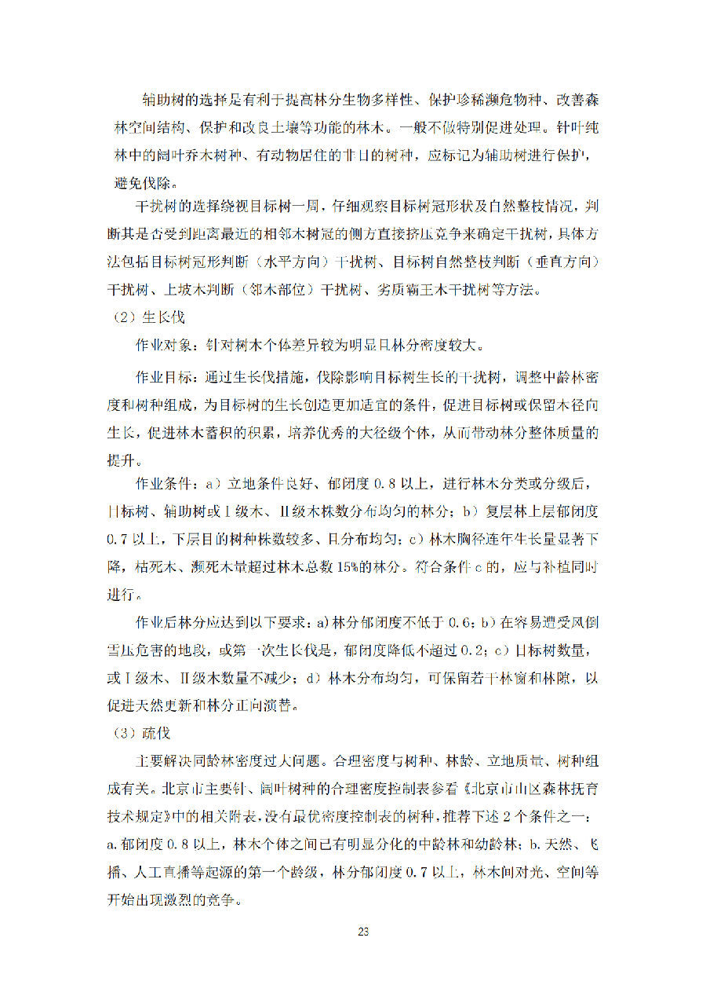 辅助树的选择是有利于提高林分生物多样性、保护珍稀濒危物种、改善森
林空间结构、保护和改良土壤等功能的林木。一般不做特别促进处理。针叶纯
林中的阔叶乔木树种、有动物居住的非目的树种，应标记为辅助树进行保护，
避免伐除。
干扰树的选择绕视目标树一周，仔细观察目标树冠形状及自然整枝情况，判
断其是否受到距离最近的相邻木树冠的侧方直接挤压竞争来确定干扰树，具体方
法包括目标树冠形判断（水平方向）干扰树、目标树自然整枝判断（垂直方向）
干扰树、上坡木判断（邻木部位）干扰树、劣质霸王木干扰树等方法。
（2）生长伐
作业对象：针对树木个体差异较为明显且林分密度较大。
作业目标：通过生长伐措施，伐除影响目标树生长的干扰树，调整中龄林密
度和树种组成，为目标树的生长创造更加适宜的条件，促进目标树或保留木径向
生长，促进林木蓄积的积累，培养优秀的大径级个体，从而带动林分整体质量的
提升。
作业条件：a）立地条件良好、郁闭度 0.8 以上，进行林木分类或分级后，
目标树、辅助树或Ⅰ级木、Ⅱ级木株数分布均匀的林分；b）复层林上层郁闭度
0.7 以上，下层目的树种株数较多、且分布均匀；c）林木胸径连年生长量显著下
降，枯死木、濒死木量超过林木总数 15%的林分。符合条件 c 的，应与补植同时
进行。
作业后林分应达到以下要求：a)林分郁闭度不低于 0.6；b）在容易遭受风倒
雪压危害的地段，或第一次生长伐是，郁闭度降低不超过 0.2；c）目标树数量，
或Ⅰ级木、Ⅱ级木数量不减少；d）林木分布均匀，可保留若干林窗和林隙，以
促进天然更新和林分正向演替。
（3）疏伐
主要解决同龄林密度过大问题。合理密度与树种、林龄、立地质量、树种组
成有关。北京市主要针、阔叶树种的合理密度控制表参看《北京市山区森林抚育
技术规定》中的相关附表，没有最优密度控制表的树种，推荐下述 2 个条件之一：
a.郁闭度 0.8 以上，林木个体之间已有明显分化的中龄林和幼龄林；b.天然、飞
播、人工直播等起源的第一个龄级，林分郁闭度 0.7 以上，林木间对光、空间等
开始出现激烈的竞争。
23